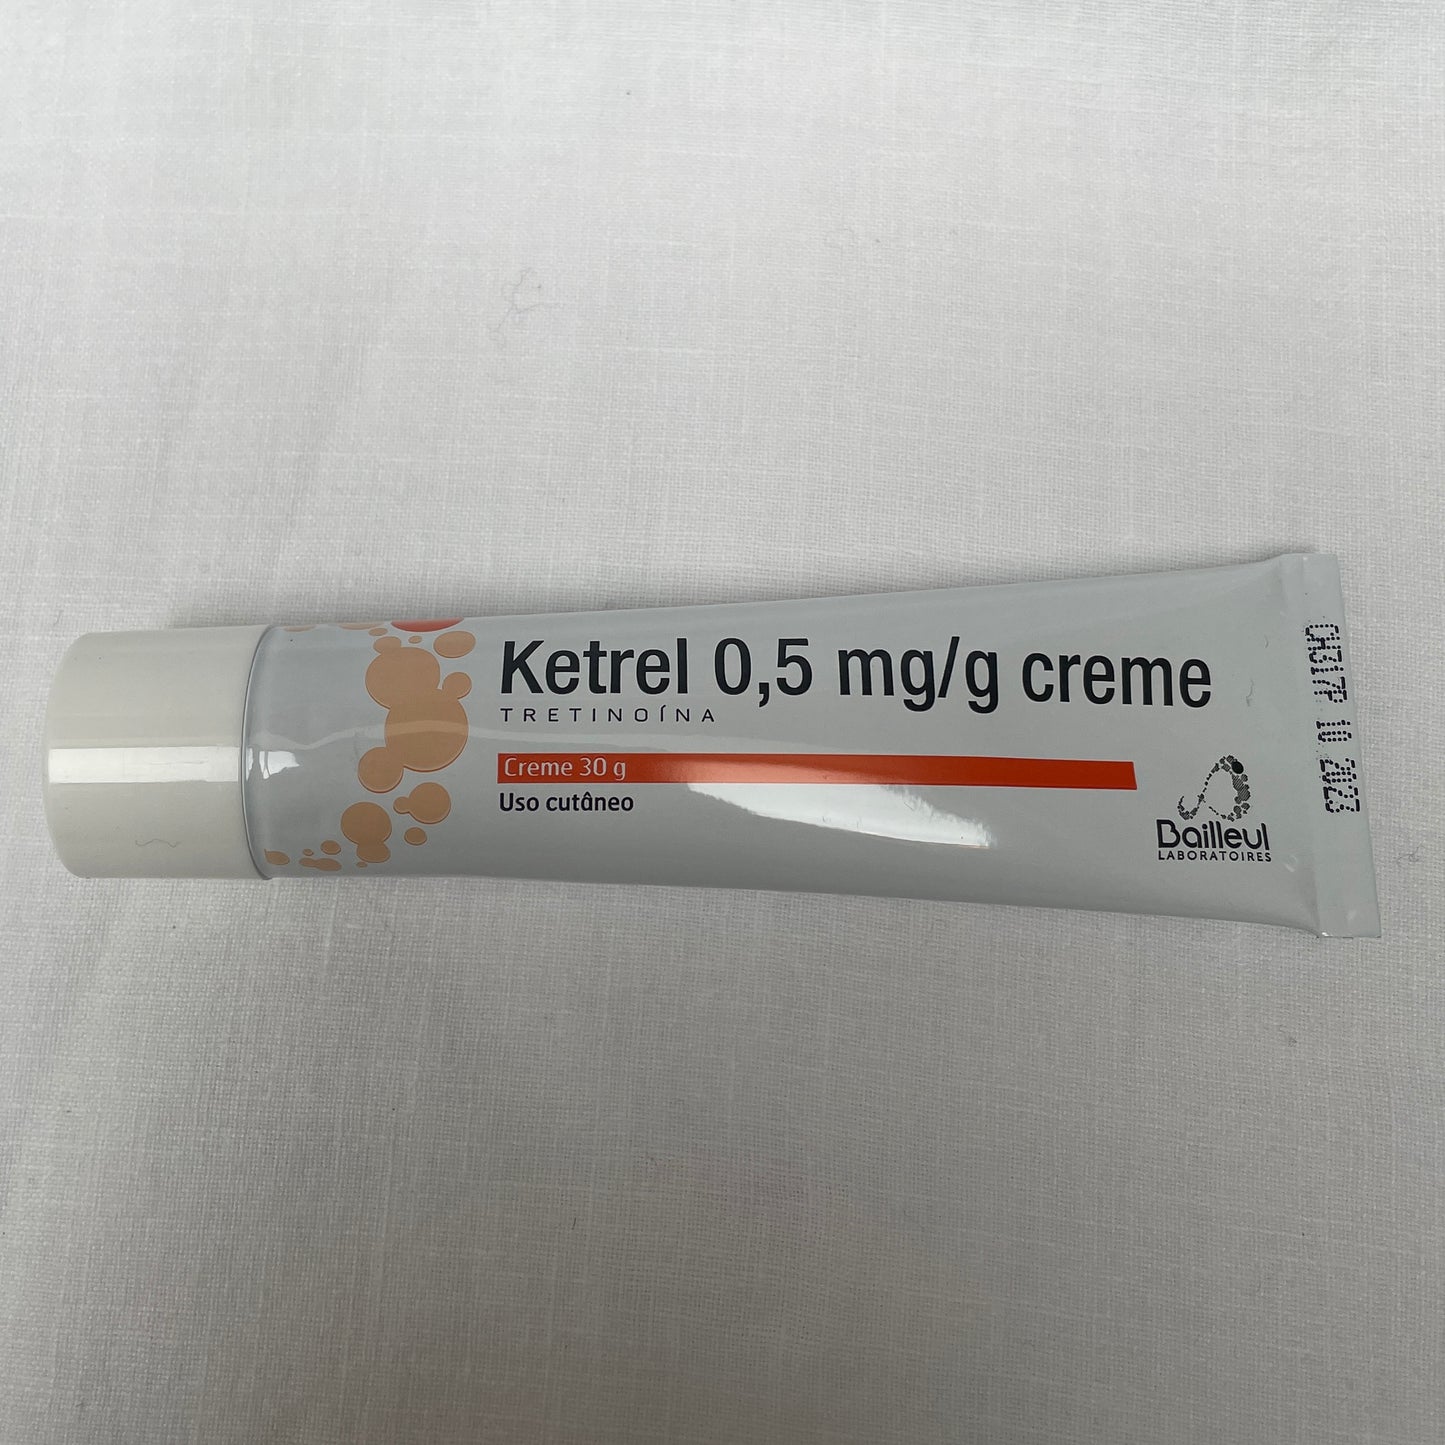 Ketrel 0,5 mg/g creme
TRETINOÍNA
Creme 30 g
Uso cutâneo
Bailleul
LABORATOIRES
10 2023